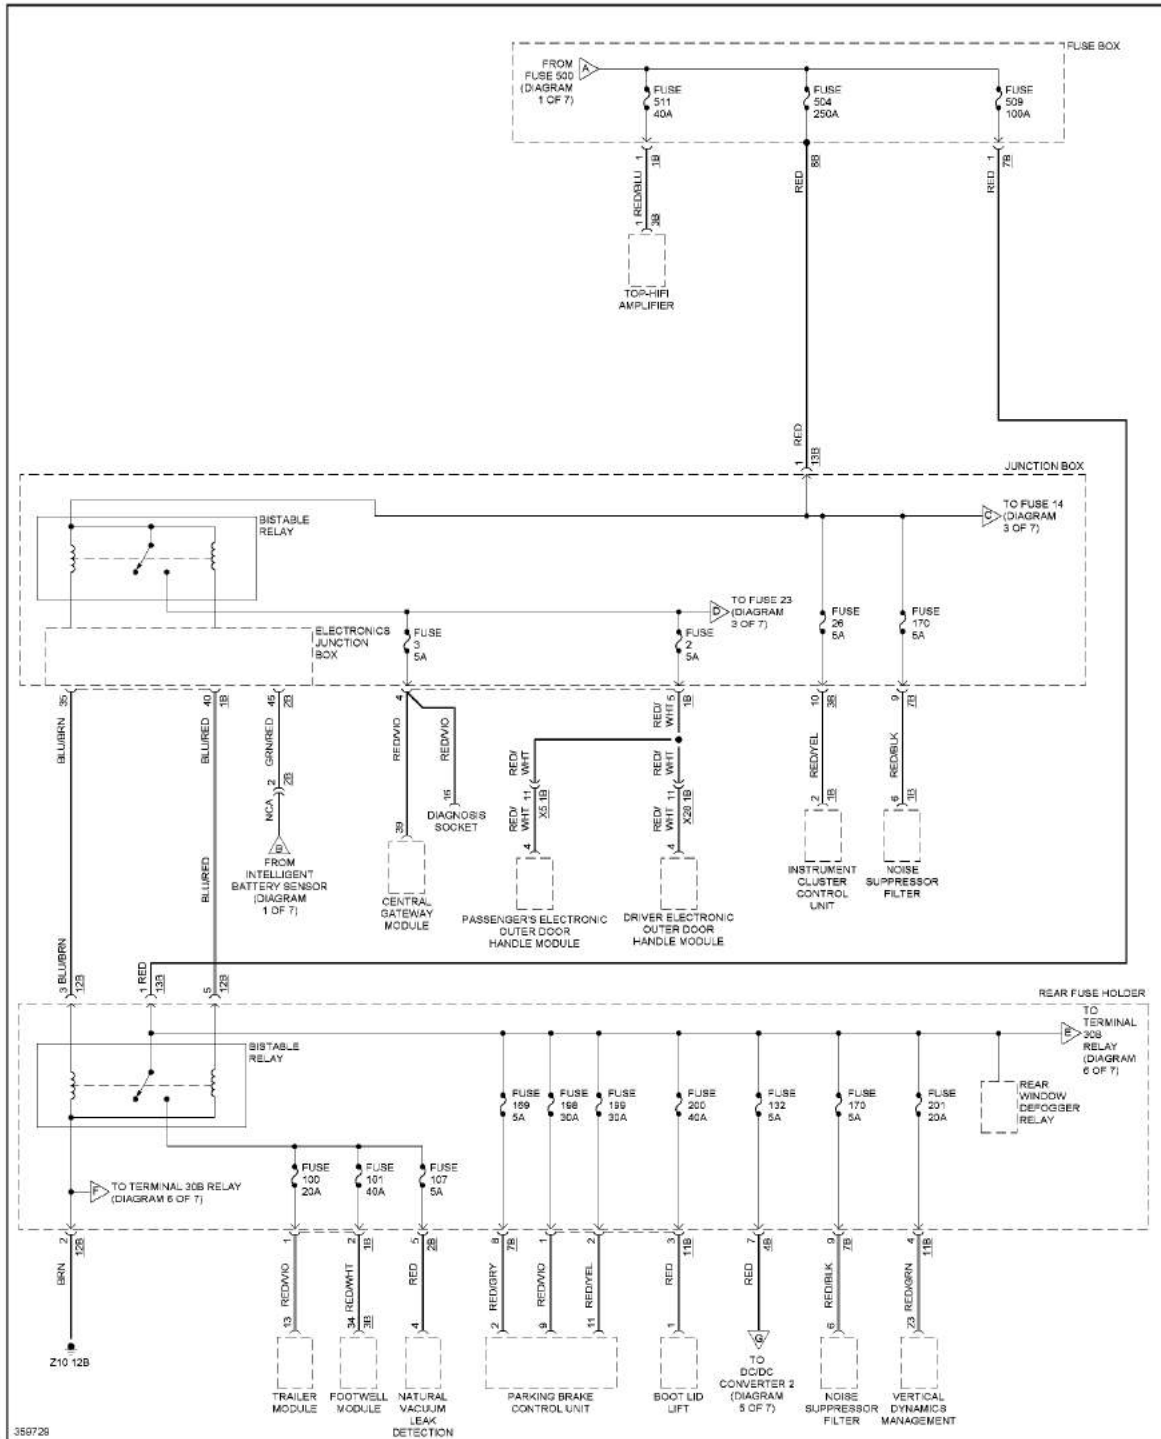 FUSE BOX
FROM
FUSE 500
(DIAGRAM
1 OF 7)
A
FUSE
511
40A
FUSE
504
250A
FUSE
509
100A
1
1B
8B
1
7B
RED/BLU
RED
RED
1
3B
TOP-HIFI
AMPLIFIER
RED
1
13B
JUNCTION BOX
BISTABLE
RELAY
C
TO FUSE 14
(DIAGRAM
3 OF 7)
D
TO FUSE 23
(DIAGRAM
3 OF 7)
ELECTRONICS
JUNCTION
BOX
FUSE
3
5A
FUSE
2
5A
FUSE
26
5A
FUSE
170
5A
35
40
1B
45
2B
4
5
1B
10
3B
9
7B
BLU/BRN
BLU/RED
GRN/RED
RED/VIO
RED/VIO
RED/
WHT
RED/YEL
RED/BLK
2
2B
NCA
B
FROM
INTELLIGENT
BATTERY SENSOR
(DIAGRAM
1 OF 7)
16
DIAGNOSIS
SOCKET
39
CENTRAL
GATEWAY
MODULE
RED/
WHT
11
X5 1B
RED/
WHT
4
PASSENGER'S ELECTRONIC
OUTER DOOR
HANDLE MODULE
RED/
WHT
11
X28 1B
RED/
WHT
4
DRIVER ELECTRONIC
OUTER DOOR
HANDLE MODULE
2
1B
INSTRUMENT
CLUSTER
CONTROL
UNIT
6
1B
NOISE
SUPPRESSOR
FILTER
BLU/RED
3 BLU/BRN
12B
1 RED
13B
5
12B
REAR FUSE HOLDER
BISTABLE
RELAY
E
TO
TERMINAL
30B
RELAY
(DIAGRAM
6 OF 7)
FUSE
169
5A
FUSE
198
30A
FUSE
199
30A
FUSE
200
40A
FUSE
132
5A
FUSE
170
5A
FUSE
201
20A
REAR
WINDOW
DEFOGGER
RELAY
F
TO TERMINAL 30B RELAY
(DIAGRAM 6 OF 7)
FUSE
100
20A
FUSE
101
40A
FUSE
107
5A
2
12B
1
2
1B
5
2B
8
7B
1
2
3
11B
7
4B
9
7B
4
11B
BRN
RED/VIO
RED/WHT
RED
RED/GRY
RED/VIO
RED/YEL
RED
RED
RED/BLK
RED/GRN
13
34
3B
4
2
9
11
1
6
23
Z10 12B
TRAILER
MODULE
FOOTWELL
MODULE
NATURAL
VACUUM
LEAK
DETECTION
PARKING BRAKE
CONTROL UNIT
BOOT LID
LIFT
G
TO
DC/DC
CONVERTER 2
(DIAGRAM
5 OF 7)
NOISE
SUPPRESSOR
FILTER
VERTICAL
DYNAMICS
MANAGEMENT
359729